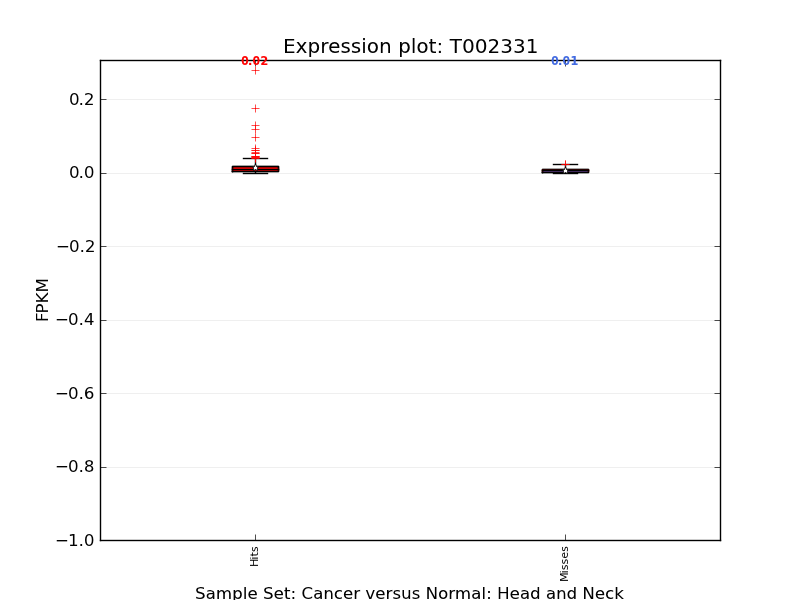 Expression plot: T002331
0.02
0.01
0.2
0.0
−0.2
−0.4
−0.6
−0.8
−1.0
FPKM
Hits
Misses
Sample Set: Cancer versus Normal: Head and Neck